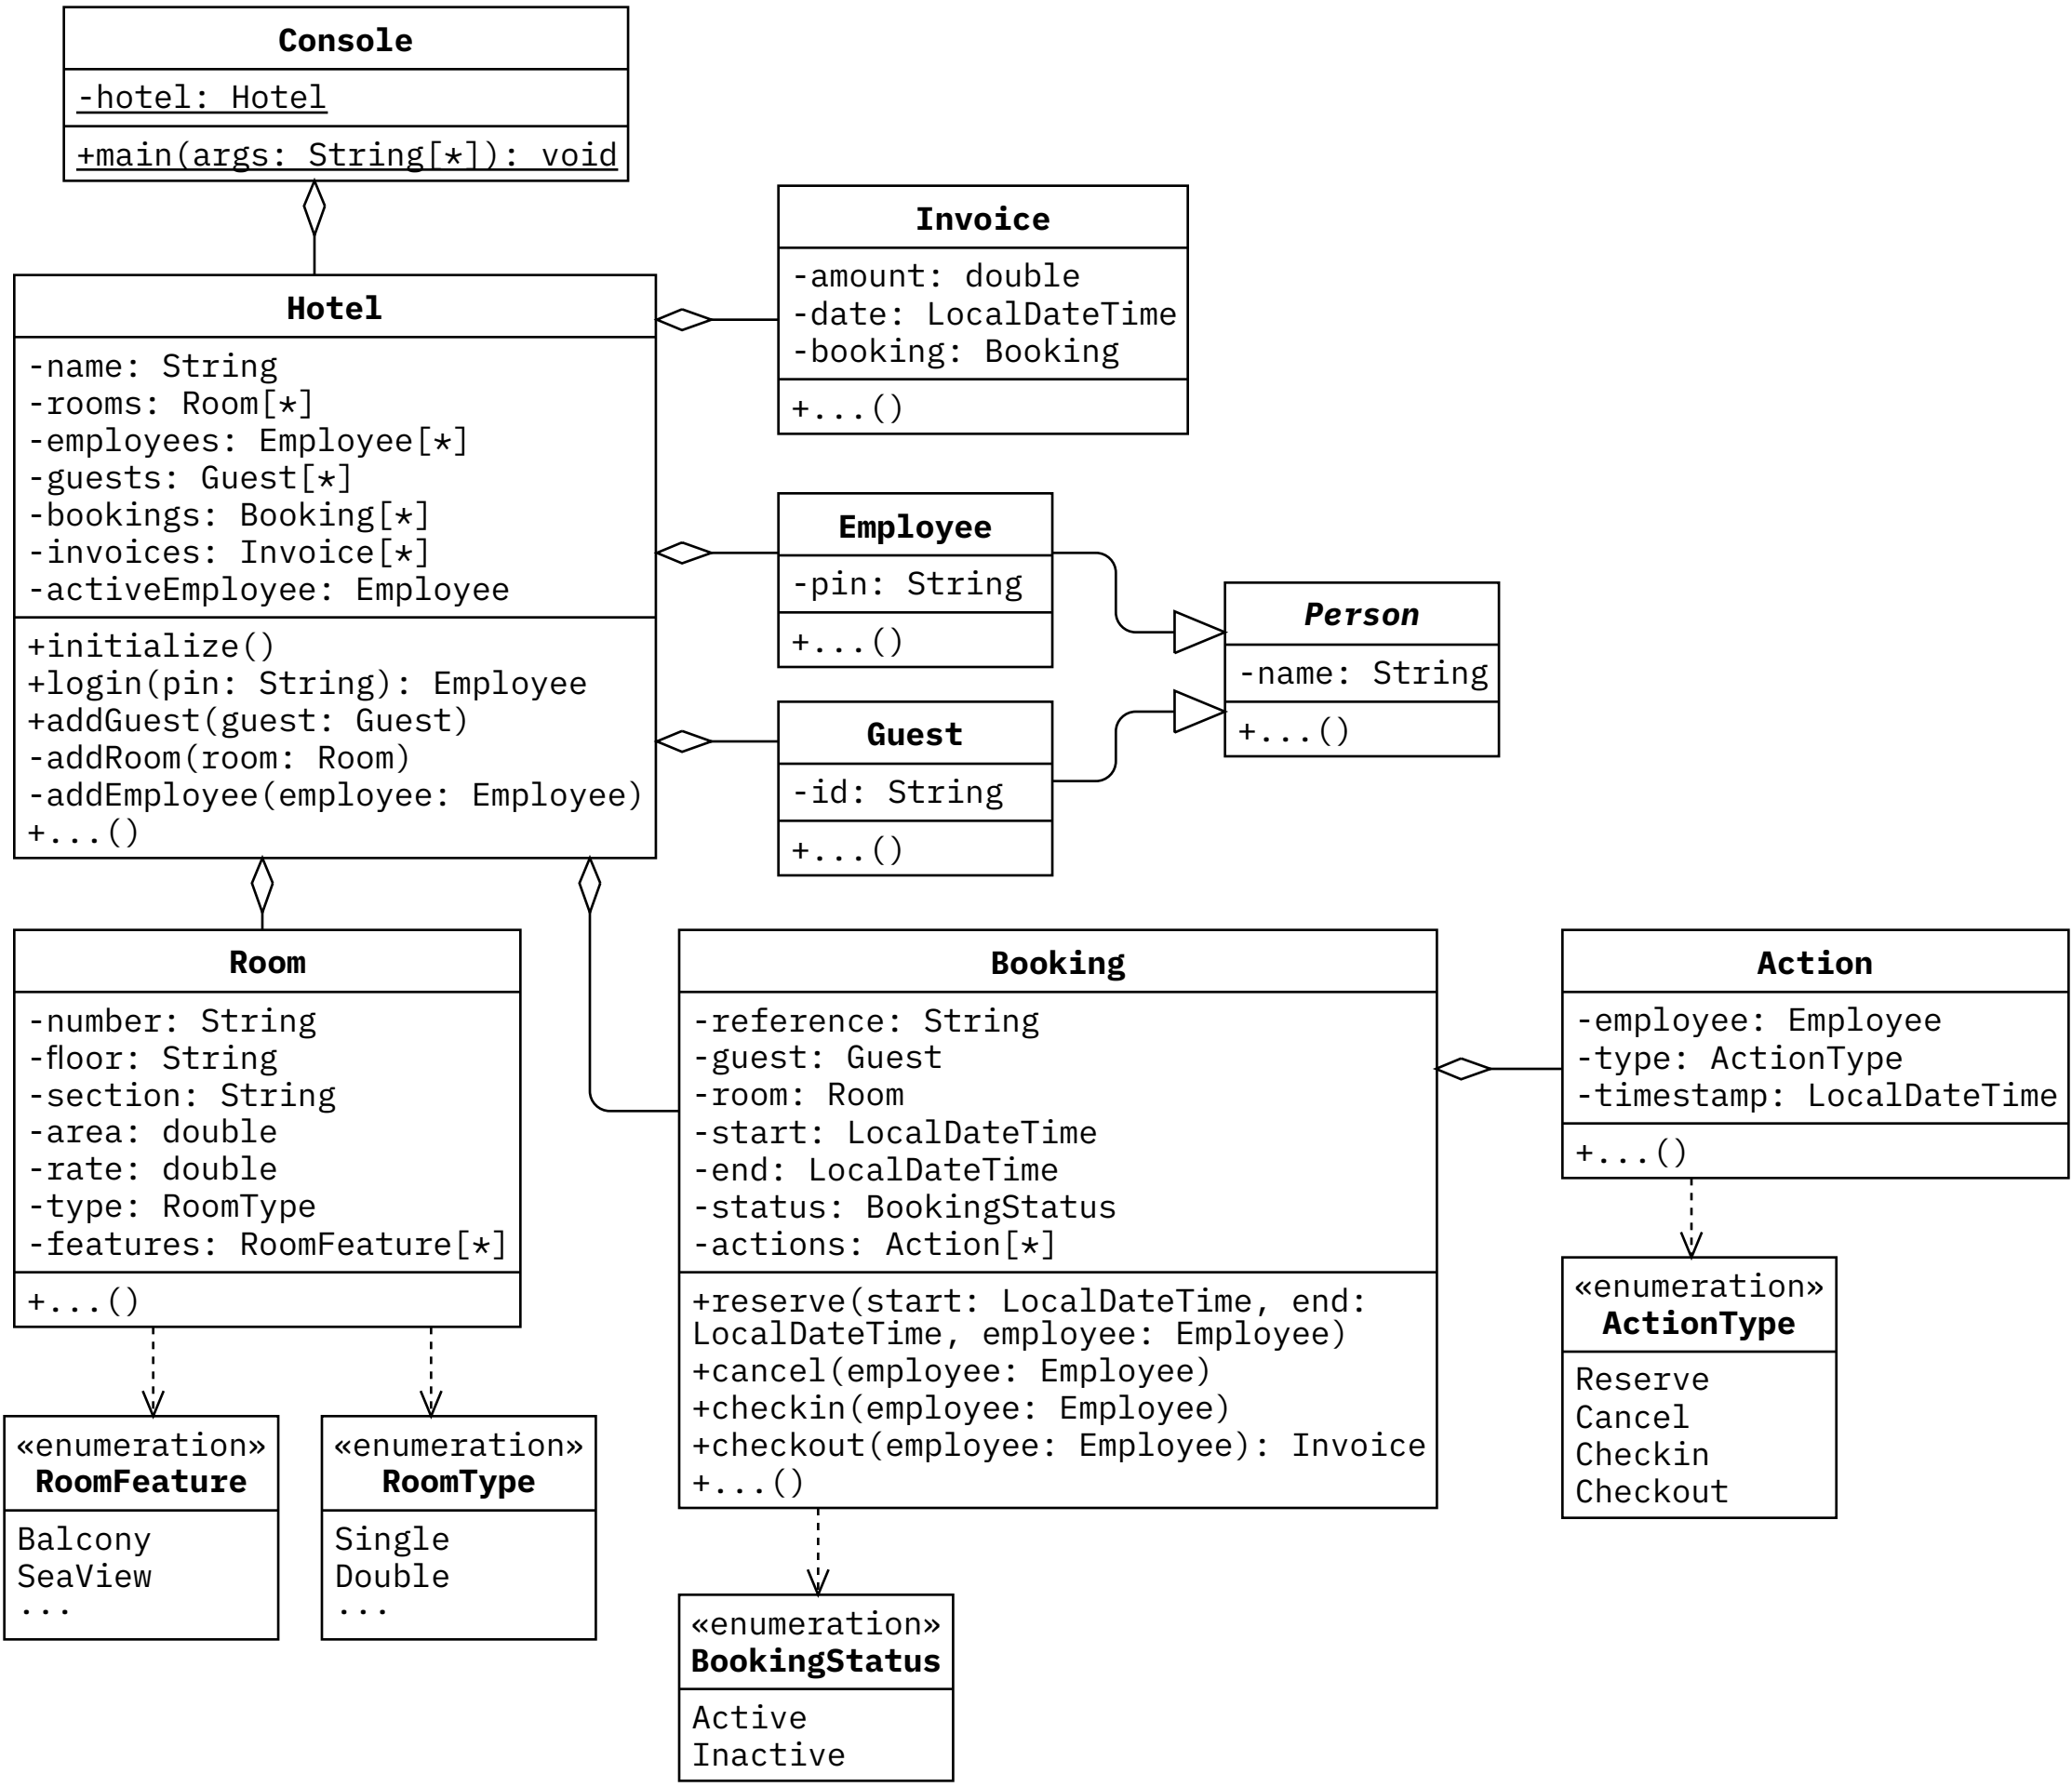 Console
-hotel: Hotel
+main(args: String[*]): void
Invoice
-amount: double
-date: LocalDateTime
-booking: Booking
+...()
Hotel
-name: String
-rooms: Room[*]
-employees: Employee[*]
-guests: Guest[*]
-bookings: Booking[*]
-invoices: Invoice[*]
-activeEmployee: Employee
+initialize()
+login(pin: String): Employee
+addGuest(guest: Guest)
-addRoom(room: Room)
-addEmployee(employee: Employee)
+...()
Employee
-pin: String
+...()
Person
-name: String
+...()
Guest
-id: String
+...()
Room
-number: String
-floor: String
-section: String
-area: double
-rate: double
-type: RoomType
-features: RoomFeature[*]
+...()
Booking
-reference: String
-guest: Guest
-room: Room
-start: LocalDateTime
-end: LocalDateTime
-status: BookingStatus
-actions: Action[*]
+reserve(start: LocalDateTime, end:
LocalDateTime, employee: Employee)
+cancel(employee: Employee)
+checkin(employee: Employee)
+checkout(employee: Employee): Invoice
+...()
Action
-employee: Employee
-type: ActionType
-timestamp: LocalDateTime
+...()
«enumeration»
ActionType
Reserve
Cancel
Checkin
Checkout
«enumeration»
RoomFeature
Balcony
SeaView
...
«enumeration»
RoomType
Single
Double
...
«enumeration»
BookingStatus
Active
Inactive